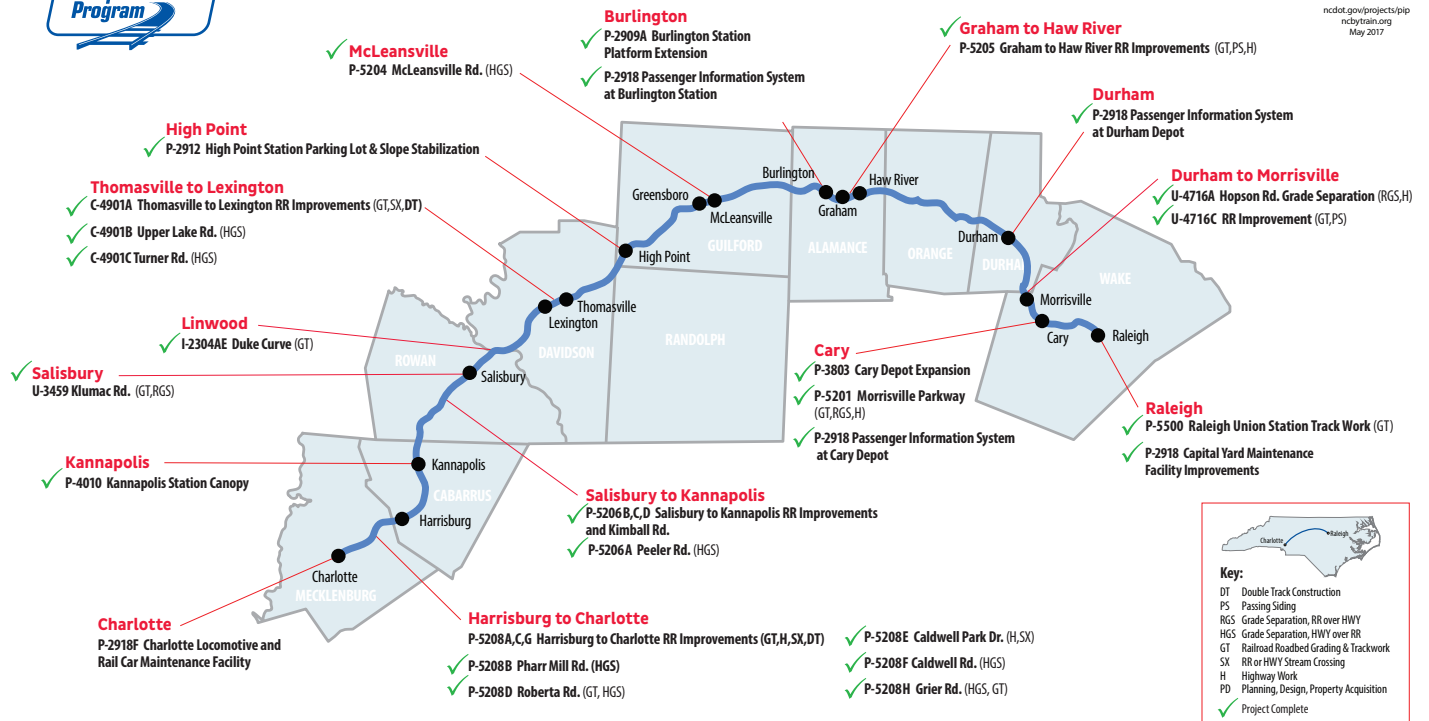 Program
ncdot.gov/projects/pip
ncbytrain.org
May 2017
McLeansville
P-5204 McLeansville Rd. (HGS)
Burlington
P-2909A Burlington Station
Platform Extension
P-2918 Passenger Information System
at Burlington Station
Graham to Haw River
P-5205 Graham to Haw River RR Improvements (GT,PS,H)
Durham
P-2918 Passenger Information System
at Durham Depot
High Point
P-2912 High Point Station Parking Lot & Slope Stabilization
Thomasville to Lexington
C-4901A Thomasville to Lexington RR Improvements (GT,SX,DT)
C-4901B Upper Lake Rd. (HGS)
C-4901C Turner Rd. (HGS)
Durham to Morrisville
U-4716A Hopson Rd. Grade Separation (RGS,H)
U-4716C RR Improvement (GT,PS)
Linwood
I-2304AE Duke Curve (GT)
Salisbury
U-3459 Klumac Rd. (GT,RGS)
Kannapolis
P-4010 Kannapolis Station Canopy
Charlotte
P-2918F Charlotte Locomotive and
Rail Car Maintenance Facility
Burlington
Haw River
Greensboro
McLeansville
Graham
GUILFORD
ALAMANCE
ORANGE
Durham
DURHAM
WAKE
High Point
Morrisville
Thomasville
Lexington
Cary
Raleigh
RANDOLPH
DAVIDSON
ROWAN
Salisbury
Kannapolis
CABARRUS
Harrisburg
Charlotte
MECKLENBURG
Cary
P-3803 Cary Depot Expansion
P-5201 Morrisville Parkway
(GT,RGS,H)
P-2918 Passenger Information System
at Cary Depot
Raleigh
P-5500 Raleigh Union Station Track Work (GT)
P-2918 Capital Yard Maintenance
Facility Improvements
Salisbury to Kannapolis
P-5206B,C,D Salisbury to Kannapolis RR Improvements
and Kimball Rd.
P-5206A Peeler Rd. (HGS)
Harrisburg to Charlotte
P-5208A,C,G Harrisburg to Charlotte RR Improvements (GT,H,SX,DT)
P-5208B Pharr Mill Rd. (HGS)
P-5208D Roberta Rd. (GT, HGS)
P-5208E Caldwell Park Dr. (H,SX)
P-5208F Caldwell Rd. (HGS)
P-5208H Grier Rd. (HGS, GT)
Charlotte
Raleigh
Key:
DT Double Track Construction
PS Passing Siding
RGS Grade Separation, RR over HWY
HGS Grade Separation, HWY over RR
GT Railroad Roadbed Grading & Trackwork
SX RR or HWY Stream Crossing
H Highway Work
PD Planning, Design, Property Acquisition
Project Complete